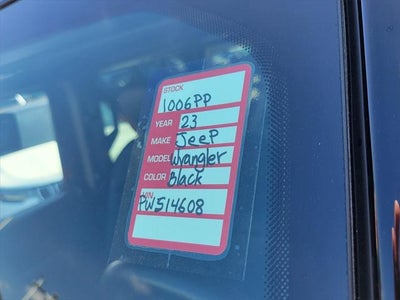 STOCK
1006PP
YEAR 23
MAKE Jeep
MODEL Wrangler
COLOR Black
VIN
PW514608